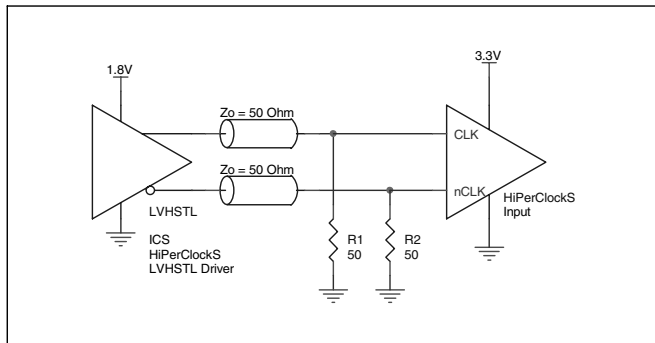 1.8V
3.3V
Zo = 50 Ohm
CLK
Zo = 50 Ohm
nCLK
HiPerClockS
Input
LVHSTL
ICS
HiPerClockS
LVHSTL Driver
R1
50
R2
50